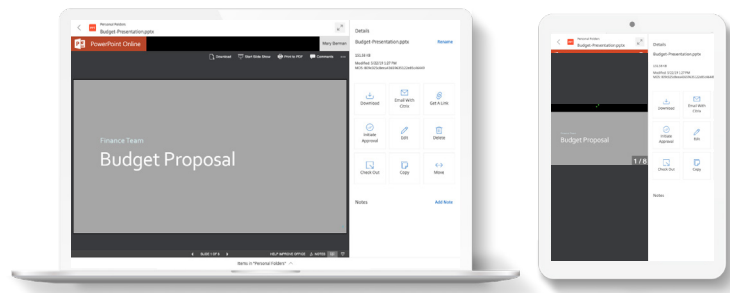 Personal Folders
Budget-Presentation.pptx
PowerPoint Online
Mary Berman
Download
Start Slide Show
Print to PDF
Comments
Finance Team
Budget Proposal
SLIDE 1 OF 8
HELP IMPROVE OFFICE
NOTES
Items in "Personal Folders"
Details
Budget-Presentation.pptx
Rename
Notes
Add Note
Download
Email With
Citrix
Get A Link
Initiate
Approval
Edit
Delete
Check Out
Copy
Move
Personal Folders
Budget-Presentation.pptx
Budget Proposal
1 / 8
Details
Budget-Presentation.pptx
Download
Email With
Citrix
Initiate
Approval
Edit
Check Out
Copy
Notes